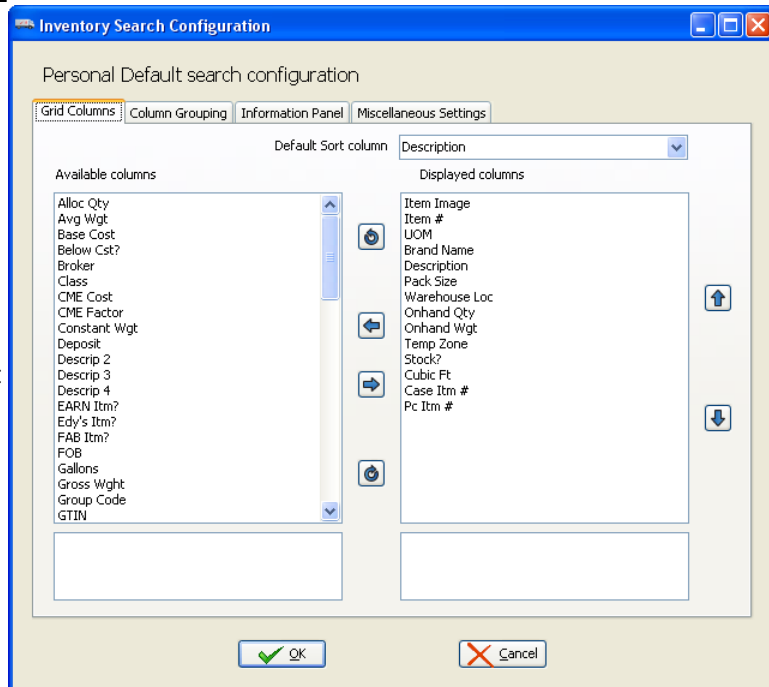 Inventory Search Configuration
Personal Default search configuration
Grid Columns
Column Grouping
Information Panel
Miscellaneous Settings
Default Sort column
Description
Available columns
Displayed columns
Alloc Qty
Avg Wgt
Base Cost
Below Cst?
Broker
Class
CME Cost
CME Factor
Constant Wgt
Deposit
Descrip 2
Descrip 3
Descrip 4
EARN Itm?
Edy's Itm?
FAB Itm?
FOB
Gallons
Gross Wght
Group Code
GTIN
Item Image
Item #
UOM
Brand Name
Description
Pack Size
Warehouse Loc
Onhand Qty
Onhand Wgt
Temp Zone
Stock?
Cubic Ft
Case Itm #
Pc Itm #
OK
Cancel